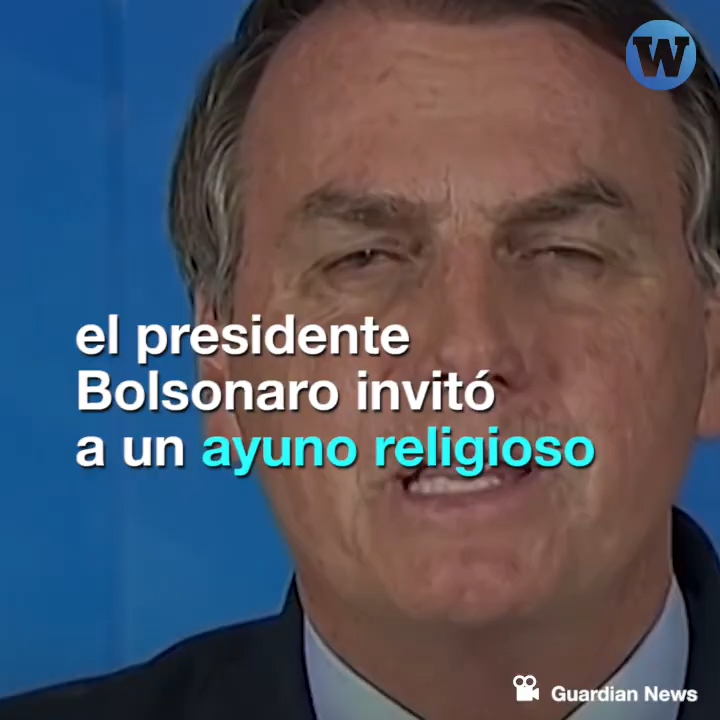 W
el presidente
Bolsonaro invitó
a un ayuno religioso
Guardian News